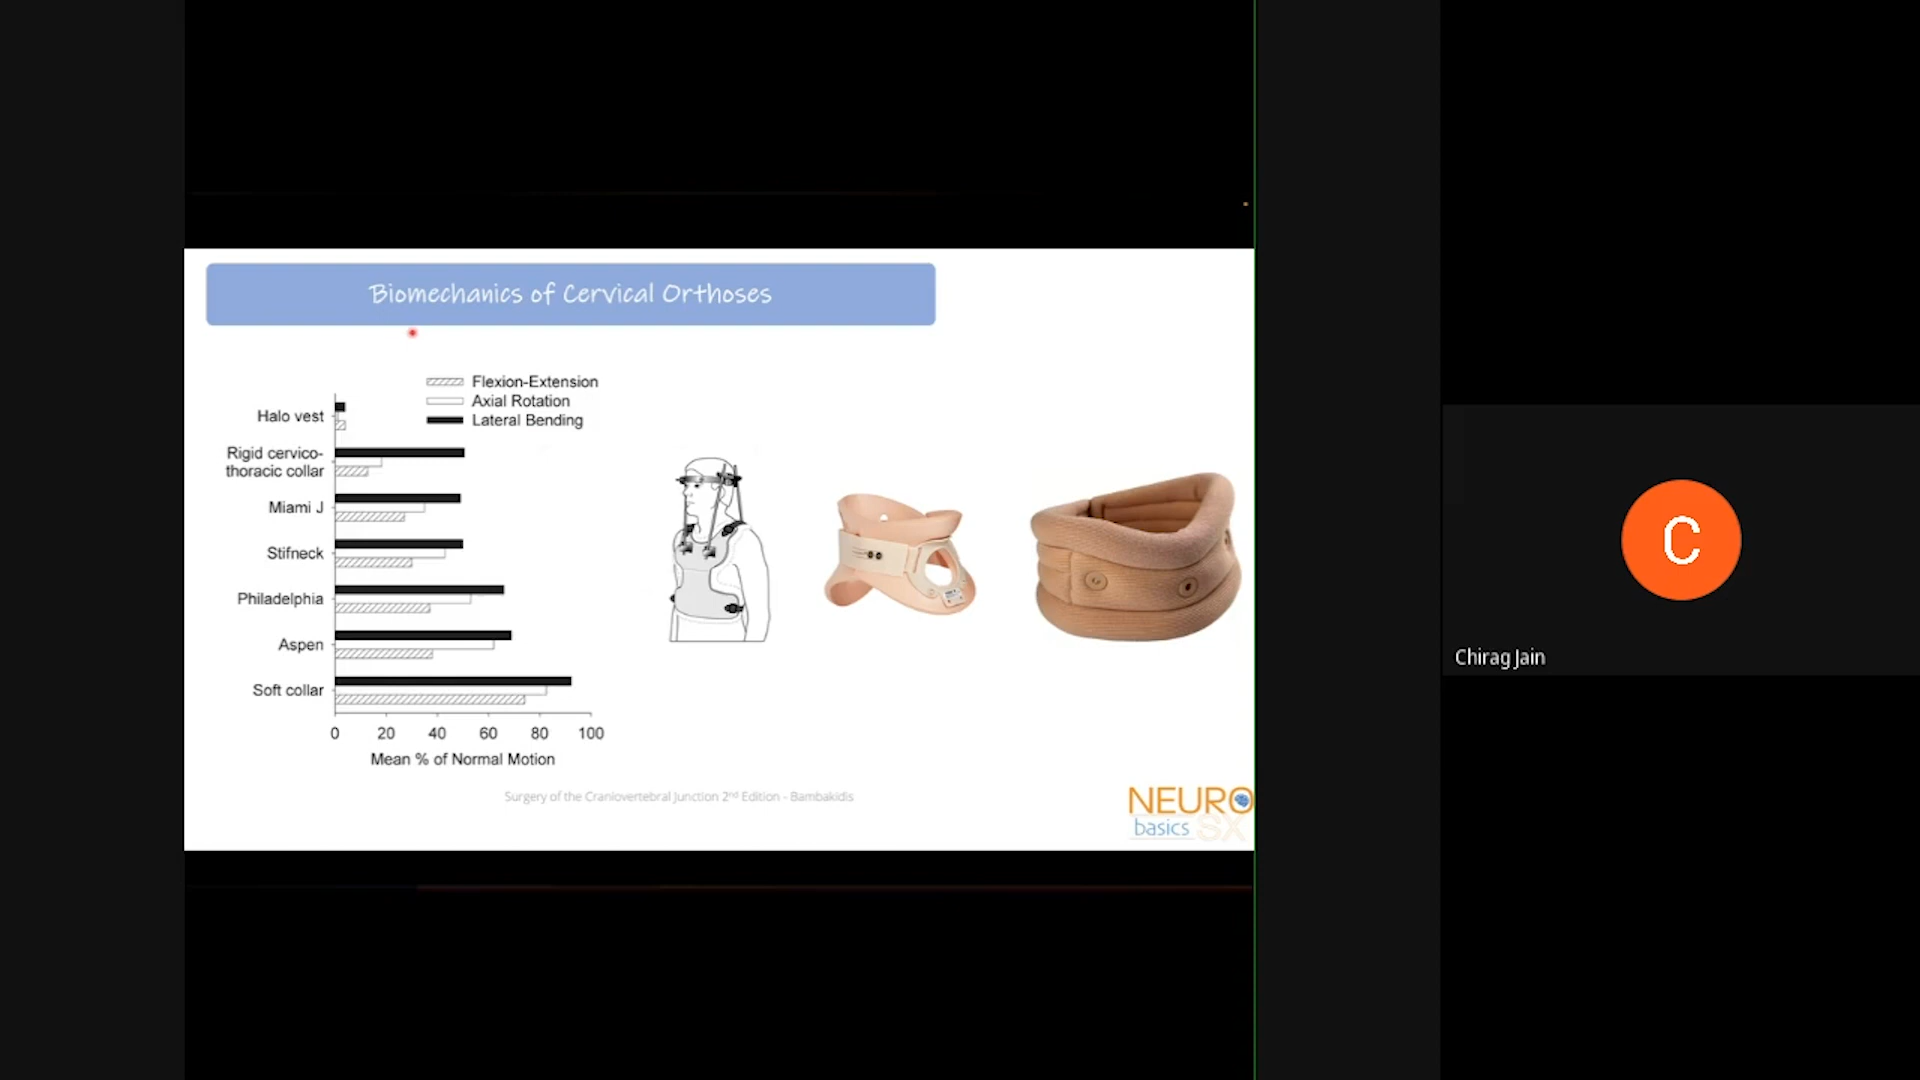 Biomechanics of Cervical Orthoses
Flexion-Extension
Axial Rotation
Lateral Bending
Halo vest
Rigid cervico-
thoracic collar
Miami J
Stifneck
Philadelphia
Aspen
Soft collar
0 20 40 60 80 100
Mean % of Normal Motion
Surgery of the Craniovertebral Junction 2nd Edition - Bambakidis
NEURO
basics SX
C
Chirag Jain